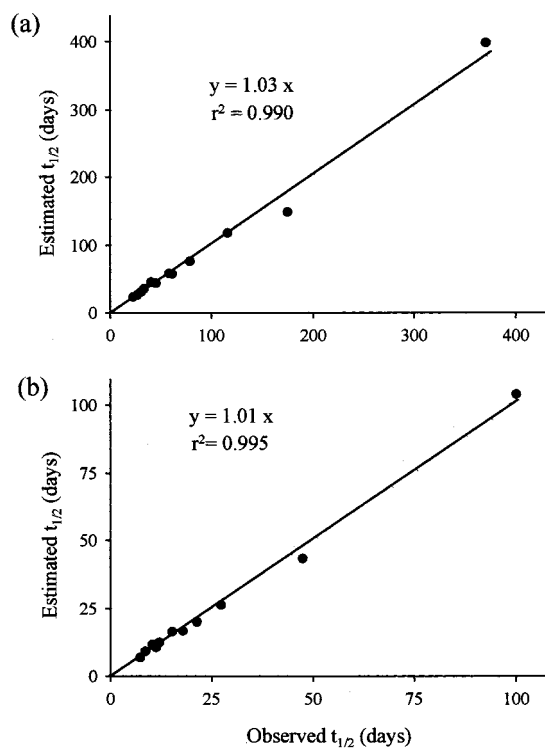 (a)
400
300
200
100
0
Estimated t1/2 (days)
y = 1.03 x
r² = 0.990
0 100 200 300 400
(b)
100
75
50
25
0
Estimated t1/2 (days)
y = 1.01 x
r²= 0.995
0 25 50 75 100
Observed t1/2 (days)